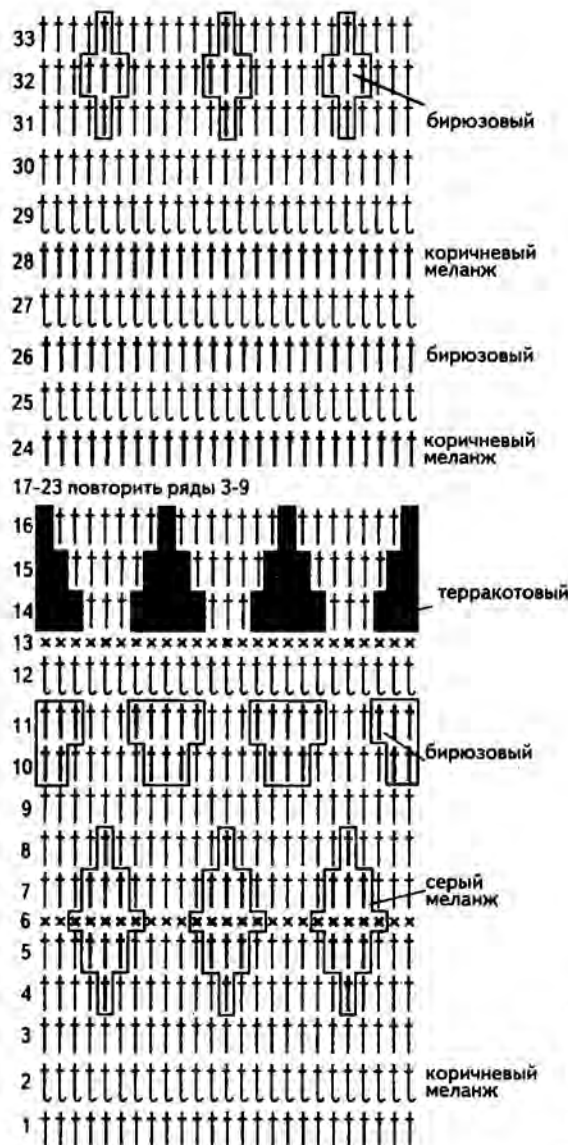 33
32
бирюзовый
31
30
29
28 коричневый
меланж
27
26 бирюзовый
25
24 коричневый
меланж
17-23 повторить ряды 3-9
16
15
14 терракотовый
13
12
11
бирюзовый
10
9
8
7 серый
меланж
6
5
4
3
2 коричневый
меланж
1